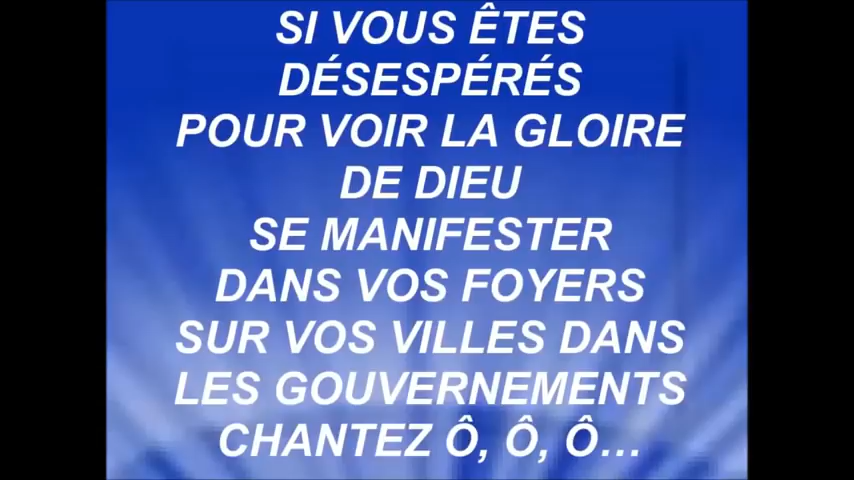 SI VOUS ÊTES
DÉSESPÉRÉS
POUR VOIR LA GLOIRE
DE DIEU
SE MANIFESTER
DANS VOS FOYERS
SUR VOS VILLES DANS
LES GOUVERNEMENTS
CHANTEZ Ô, Ô, Ô...